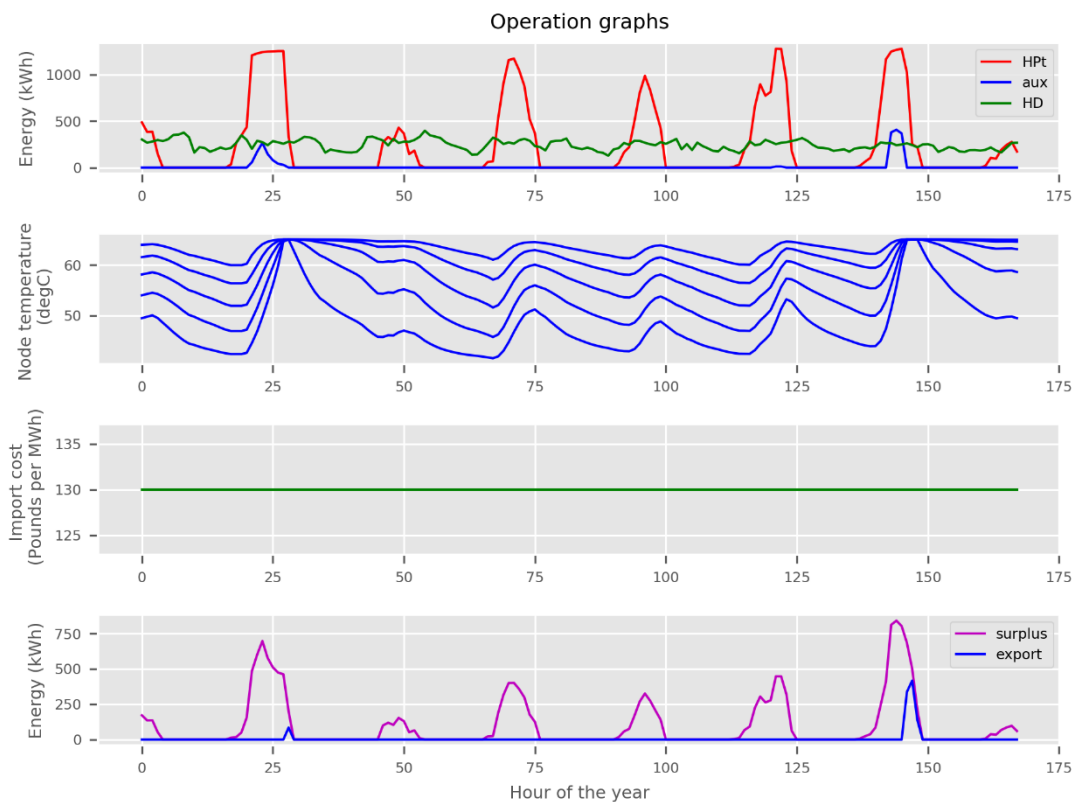 Operation graphs
Energy (kWh)
1000
500
0
HPt
aux
HD
0 25 50 75 100 125 150 175
Node temperature
(degC)
60
50
0 25 50 75 100 125 150 175
Import cost
(Pounds per MWh)
135
130
125
0 25 50 75 100 125 150 175
Energy (kWh)
750
500
250
0
surplus
export
0 25 50 75 100 125 150 175
Hour of the year